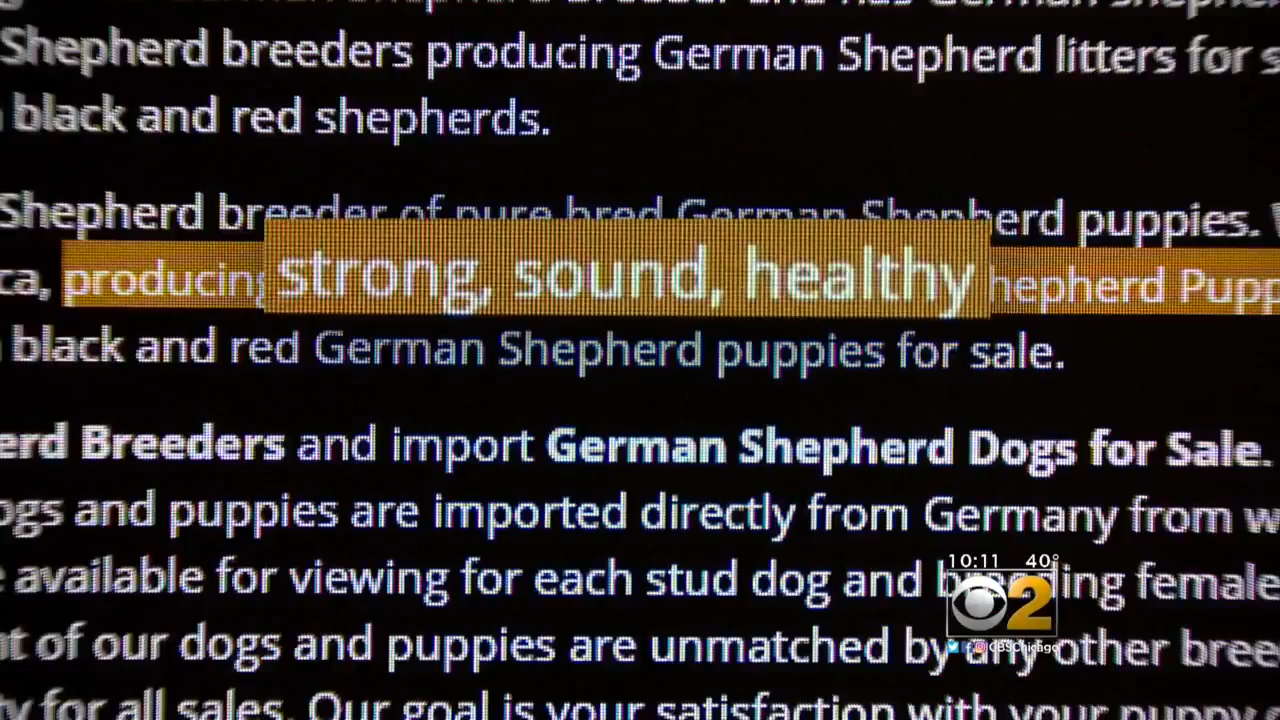 Shepherd breeders producing German Shepherd litters for
black and red shepherds.
Shepherd breeder of pure bred German Shepherd puppies.
producing strong, sound, healthy hepherd Pupp
black and red German Shepherd puppies for sale.
erd Breeders and import German Shepherd Dogs for Sale.
ogs and puppies are imported directly from Germany from
available for viewing for each stud dog and breeding female
of our dogs and puppies are unmatched by any other bree
for all sales. Our goal is your satisfaction with your puppy
10:11 40°
2
CBSChicago